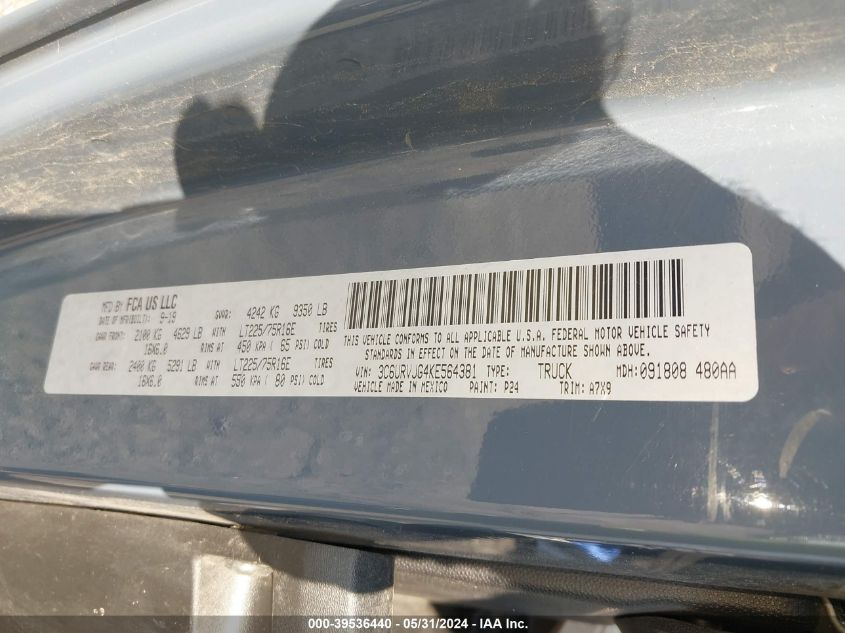 MFD BY FCA US LLC
DATE OF MFR(BICLT): 9-19 GVWR: 4242 KG 9350 LB
GAWR FRONT: 2100 KG 4629 LB WITH LT225/75R16E TIRES
16X6.0 RIMS AT 450 KPA ( 65 PSI) COLD
GAWR REAR: 2400 KG 5291 LB WITH LT225/75R16E TIRES
16X6.0 RIMS AT 550 KPA ( 80 PSI) COLD
THIS VEHICLE CONFORMS TO ALL APPLICABLE U.S.A. FEDERAL MOTOR VEHICLE SAFETY
STANDARDS IN EFFECT ON THE DATE OF MANUFACTURE SHOWN ABOVE.
VIN: 3C6URVJG4KE564381 TYPE: TRUCK MDH: 091808 480AA
VEHICLE MADE IN MEXICO PAINT: P24 TRIM: A7X9
000-39536440 - 05/31/2024 - IAA Inc.